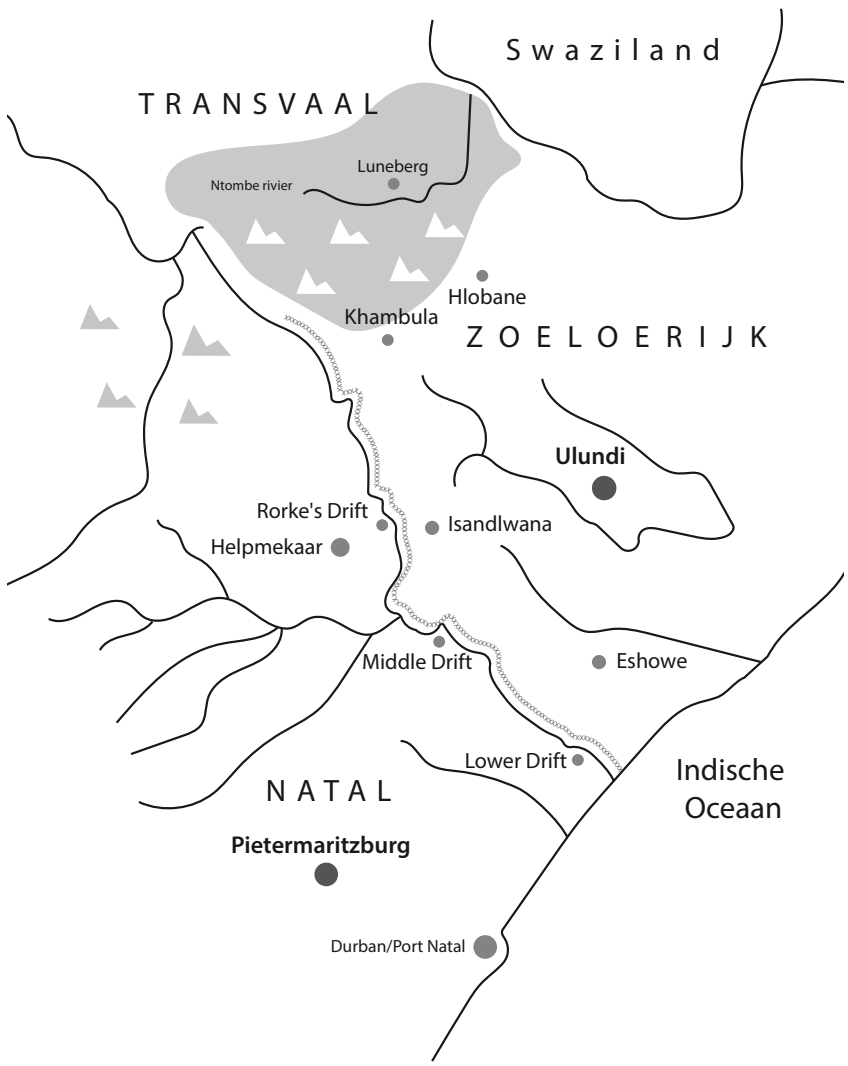 Swaziland
TRANSVAAL
Luneberg
Ntombe rivier
Hlobane
Khambula
ZOELOERIJK
Ulundi
Rorke's Drift
Isandlwana
Helpmekaar
Middle Drift
Eshowe
Lower Drift
Indische
Oceaan
NATAL
Pietermaritzburg
Durban/Port Natal